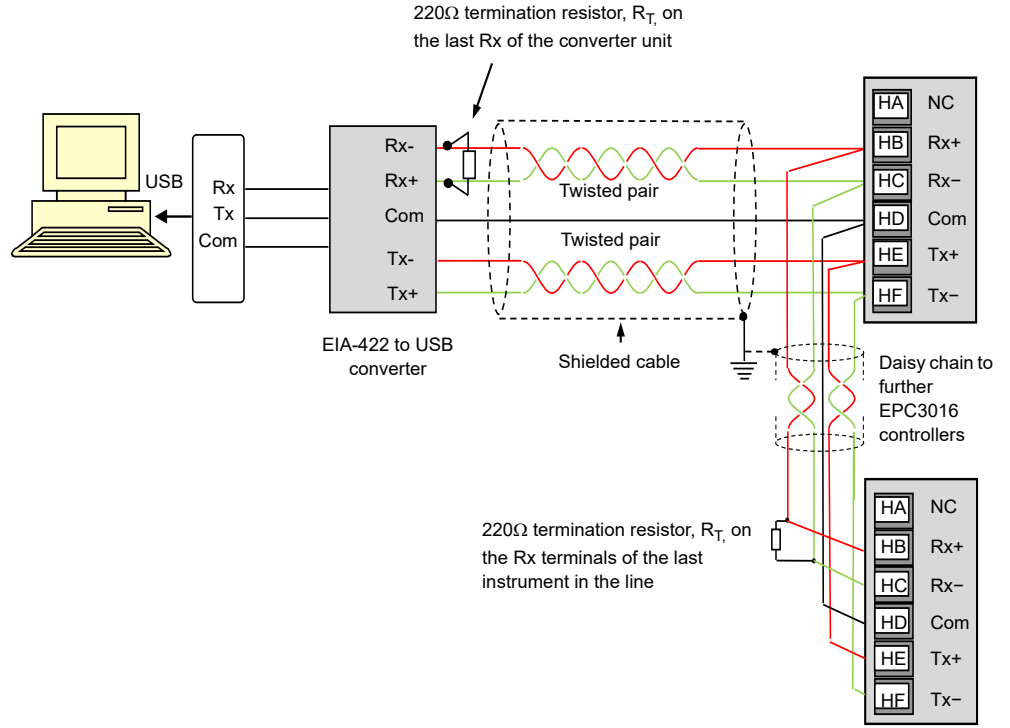 220Ω termination resistor, RT, on
the last Rx of the converter unit
USB
Rx
Tx
Com
Rx-
Rx+
Com
Tx-
Tx+
EIA-422 to USB
converter
Twisted pair
Twisted pair
Shielded cable
HA NC
HB Rx+
HC Rx−
HD Com
HE Tx+
HF Tx−
Daisy chain to
further
EPC3016
controllers
220Ω termination resistor, RT, on
the Rx terminals of the last
instrument in the line
HA NC
HB Rx+
HC Rx−
HD Com
HE Tx+
HF Tx−